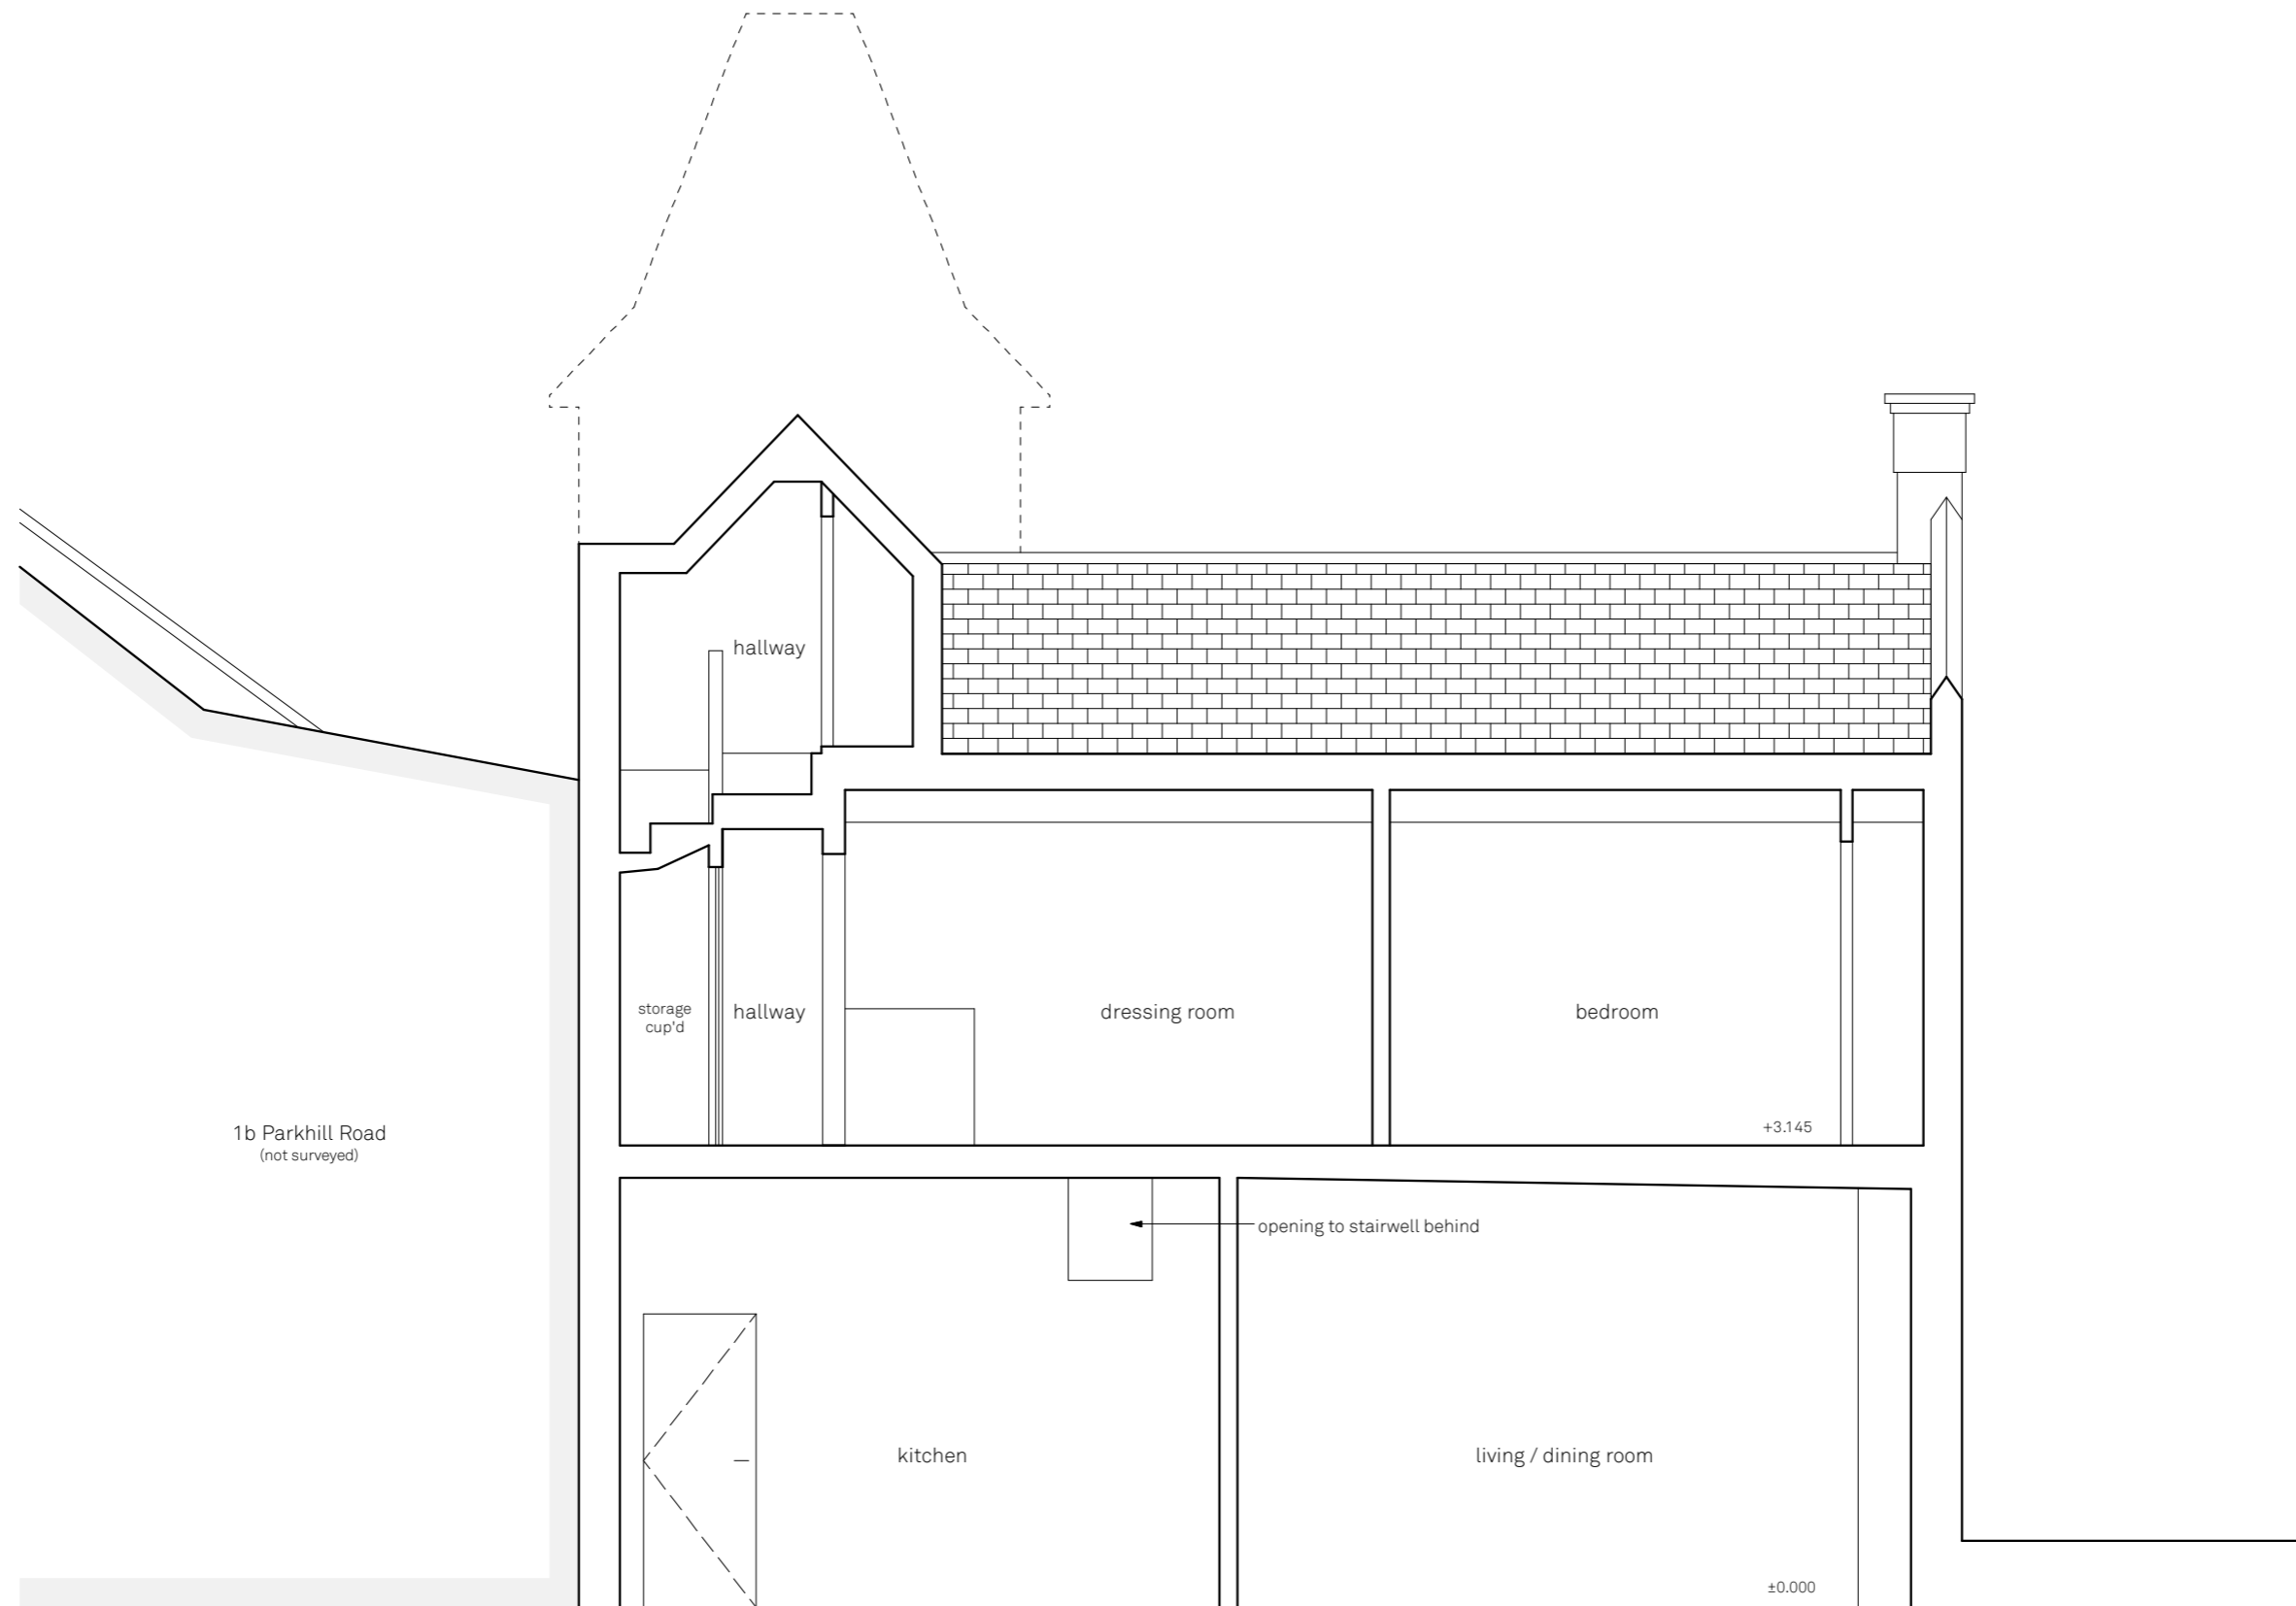 hallway
storage
cup'd
hallway
dressing room
bedroom
+3.145
1b Parkhill Road
(not surveyed)
opening to stairwell behind
kitchen
living / dining room
±0.000